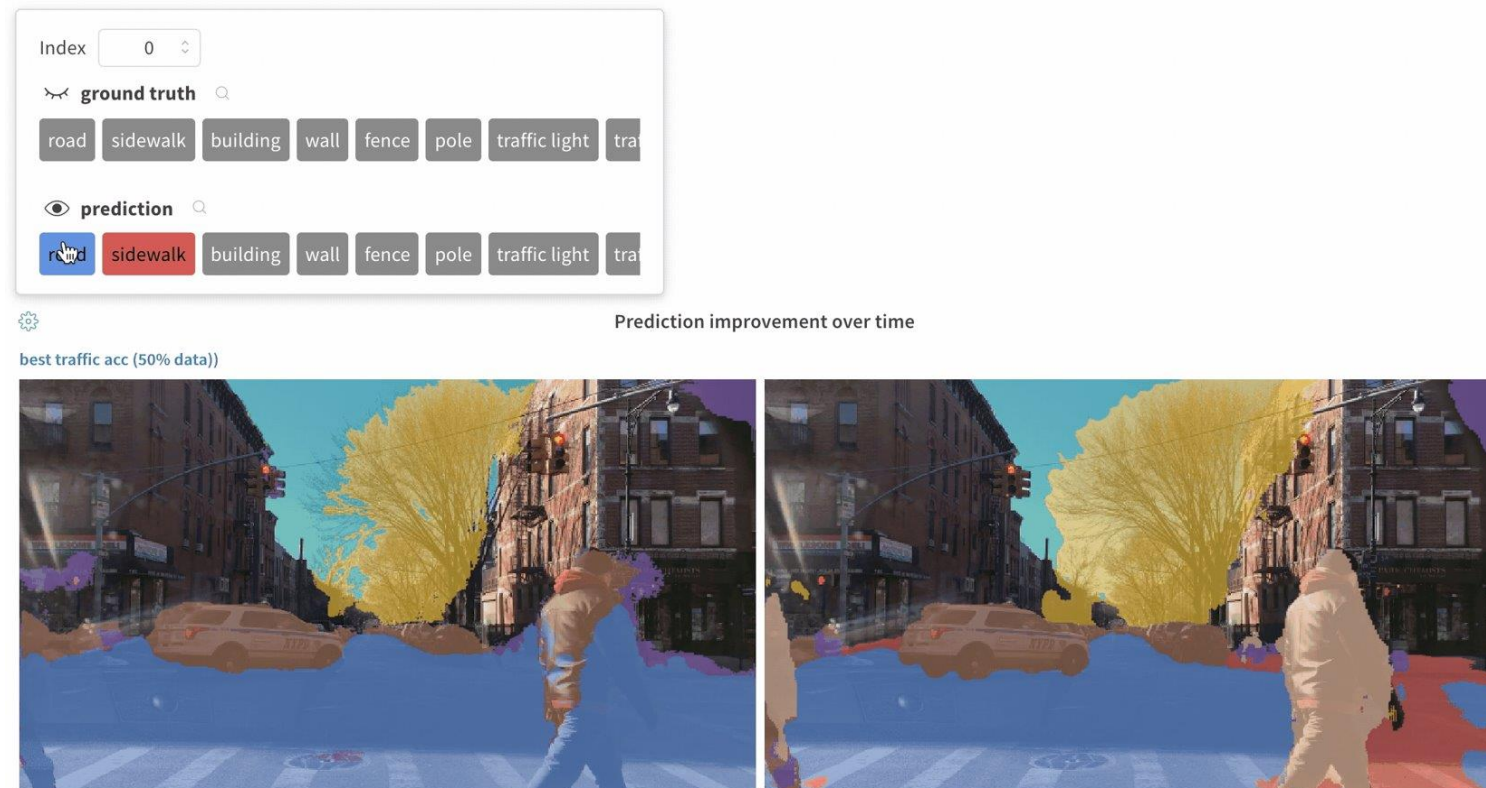 Index 0
ground truth
road sidewalk building wall fence pole traffic light
prediction
sidewalk building wall fence pole traffic light
Prediction improvement over time
best traffic acc (50% data))